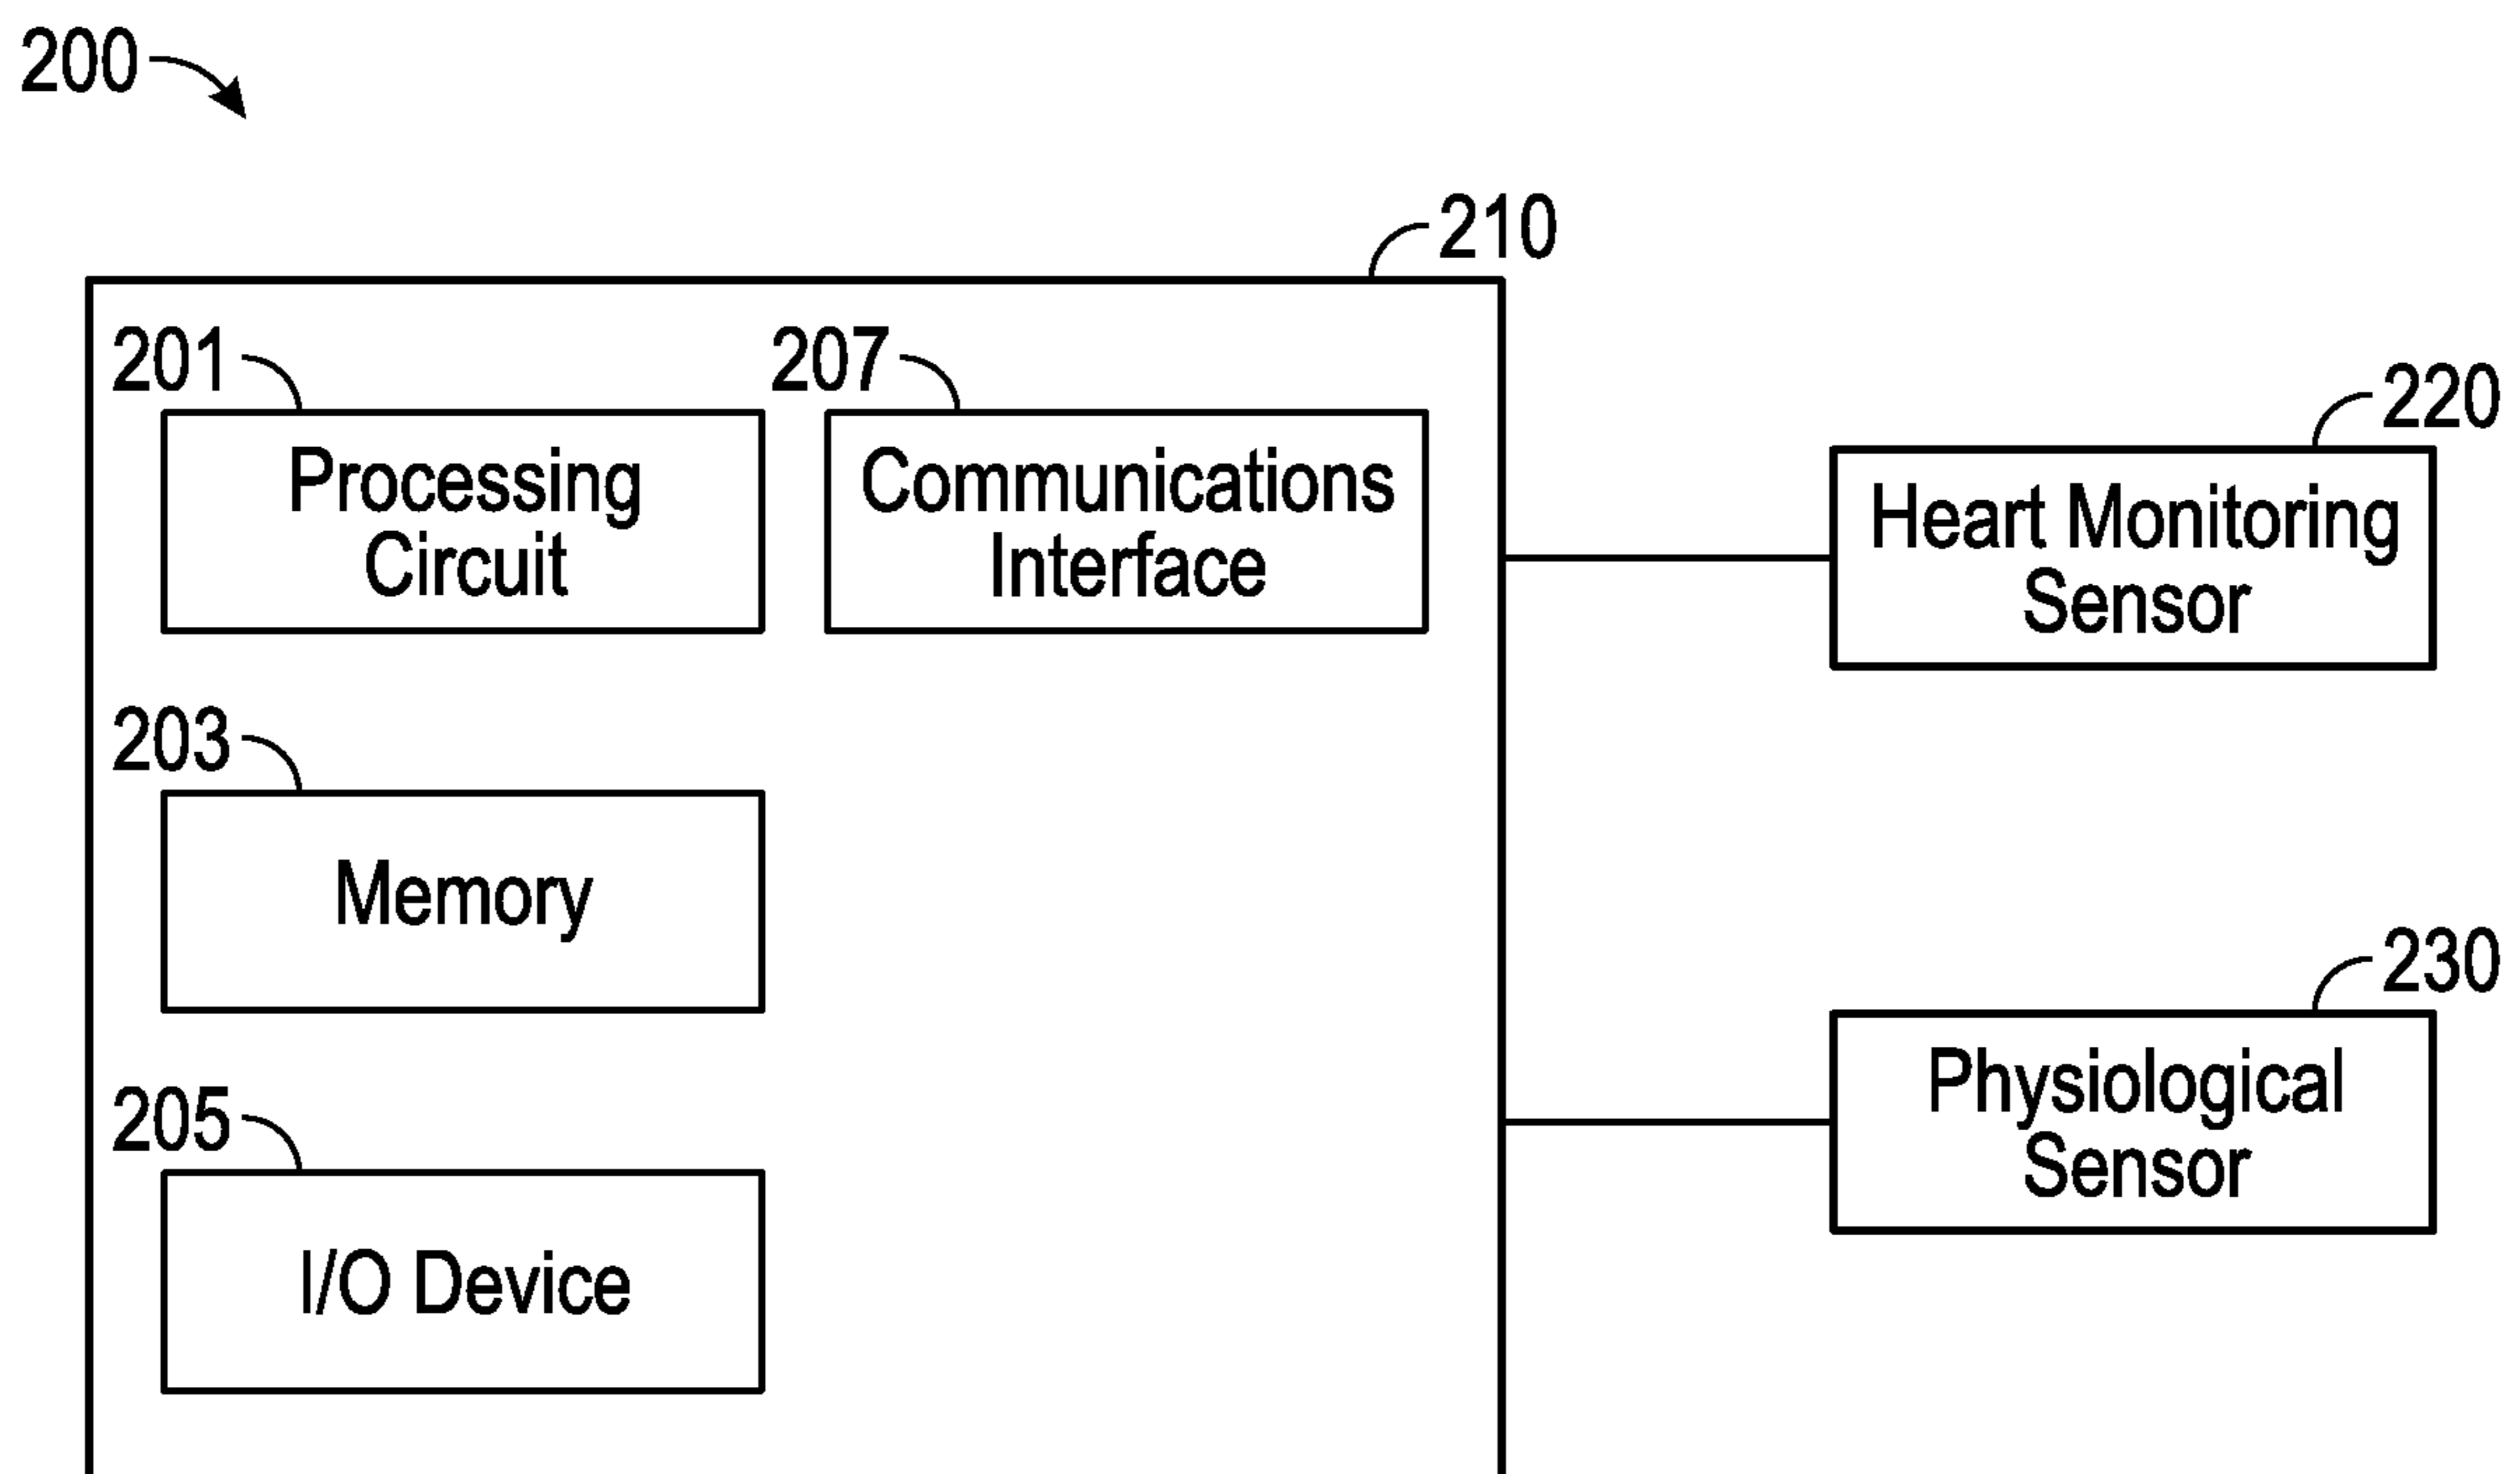 200
210
201
207
220
Processing
Circuit
Communications
Interface
Heart Monitoring
Sensor
203
Memory
230
Physiological
Sensor
205
I/O Device